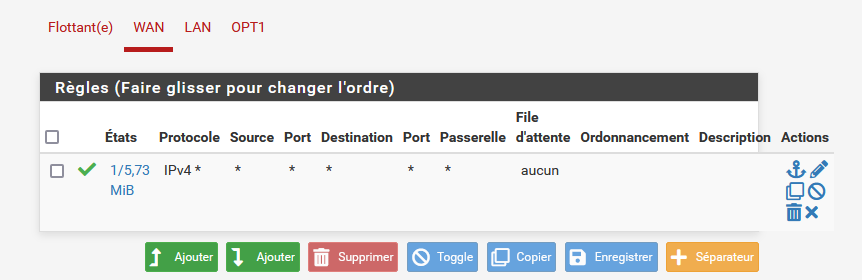 Flottant(e) WAN LAN OPT1
Règles (Faire glisser pour changer l'ordre)
États Protocole Source Port Destination Port Passerelle File d'attente Ordonnancement Description Actions
1/5,73 MiB IPv4 * * * * * * aucun
Ajouter Ajouter Supprimer Toggle Copier Enregistrer Séparateur